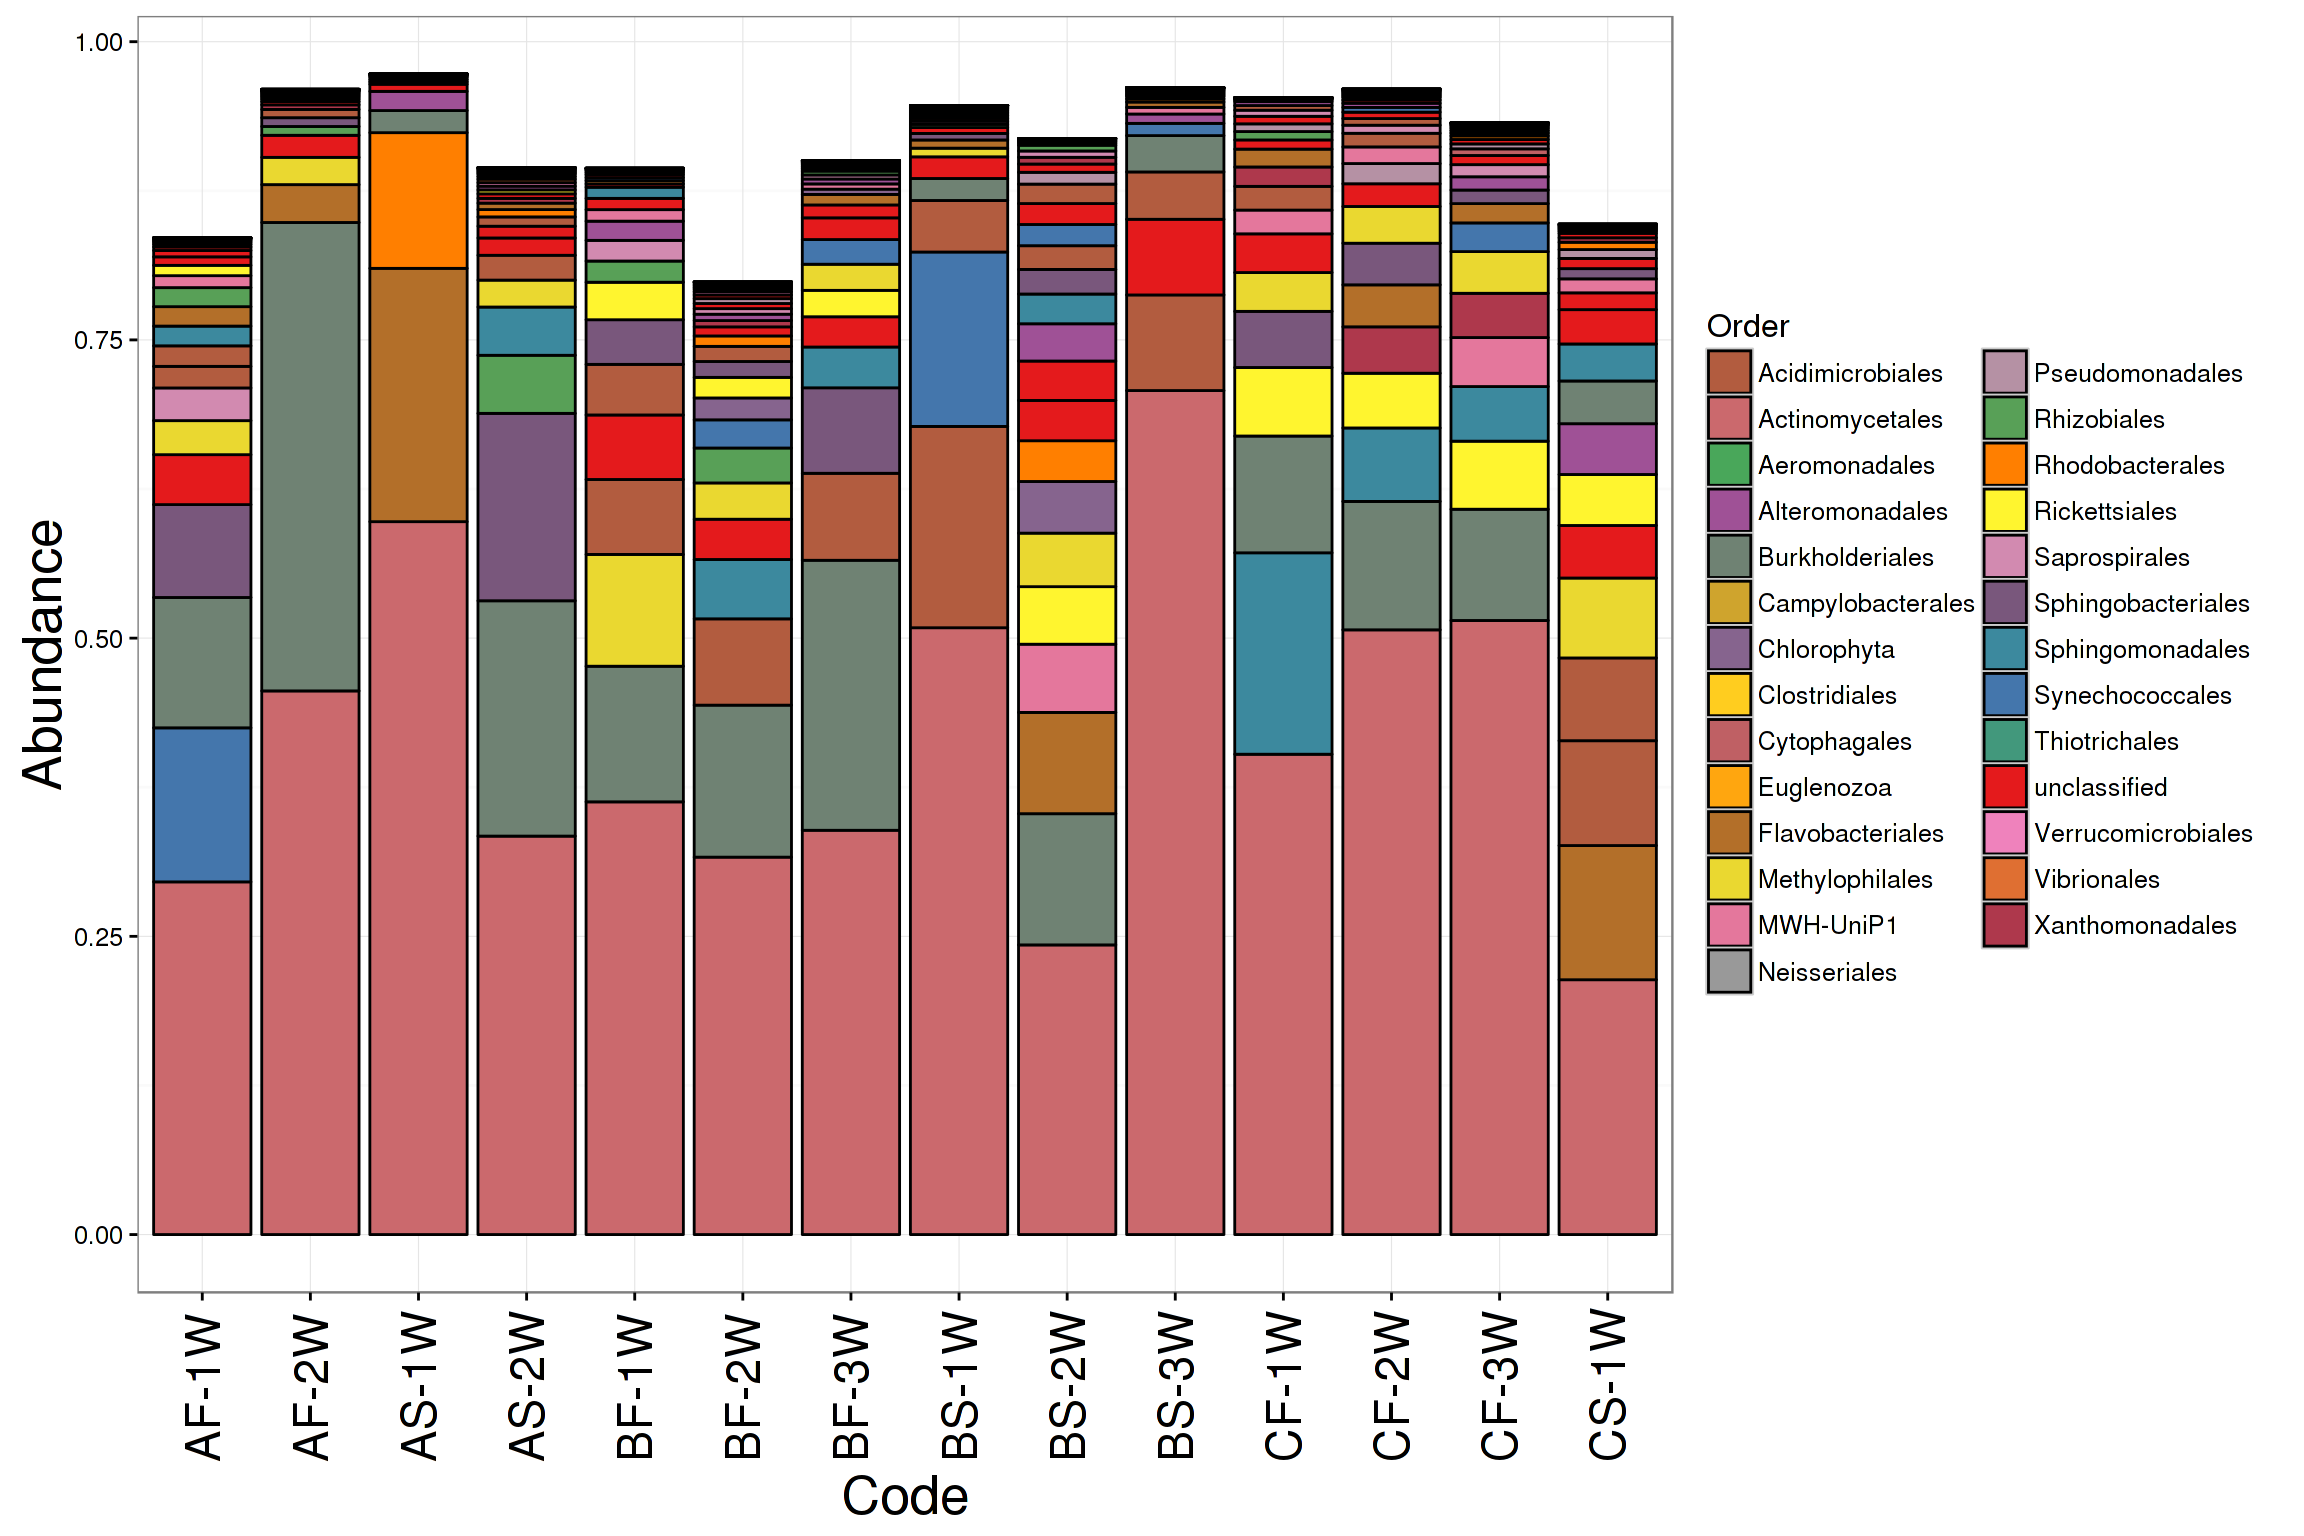 Abundance
1.00
0.75
0.50
0.25
0.00
AF-1W
AF-2W
AS-1W
AS-2W
BF-1W
BF-2W
BF-3W
BS-1W
BS-2W
BS-3W
CF-1W
CF-2W
CF-3W
CS-1W
Code
Order
Acidimicrobiales
Actinomycetales
Aeromonadales
Alteromonadales
Burkholderiales
Campylobacterales
Chlorophyta
Clostridiales
Cytophagales
Euglenozoa
Flavobacteriales
Methylophilales
MWH-UniP1
Neisseriales
Pseudomonadales
Rhizobiales
Rhodobacterales
Rickettsiales
Saprospirales
Sphingobacteriales
Sphingomonadales
Synechococcales
Thiotrichales
unclassified
Verrucomicrobiales
Vibrionales
Xanthomonadales